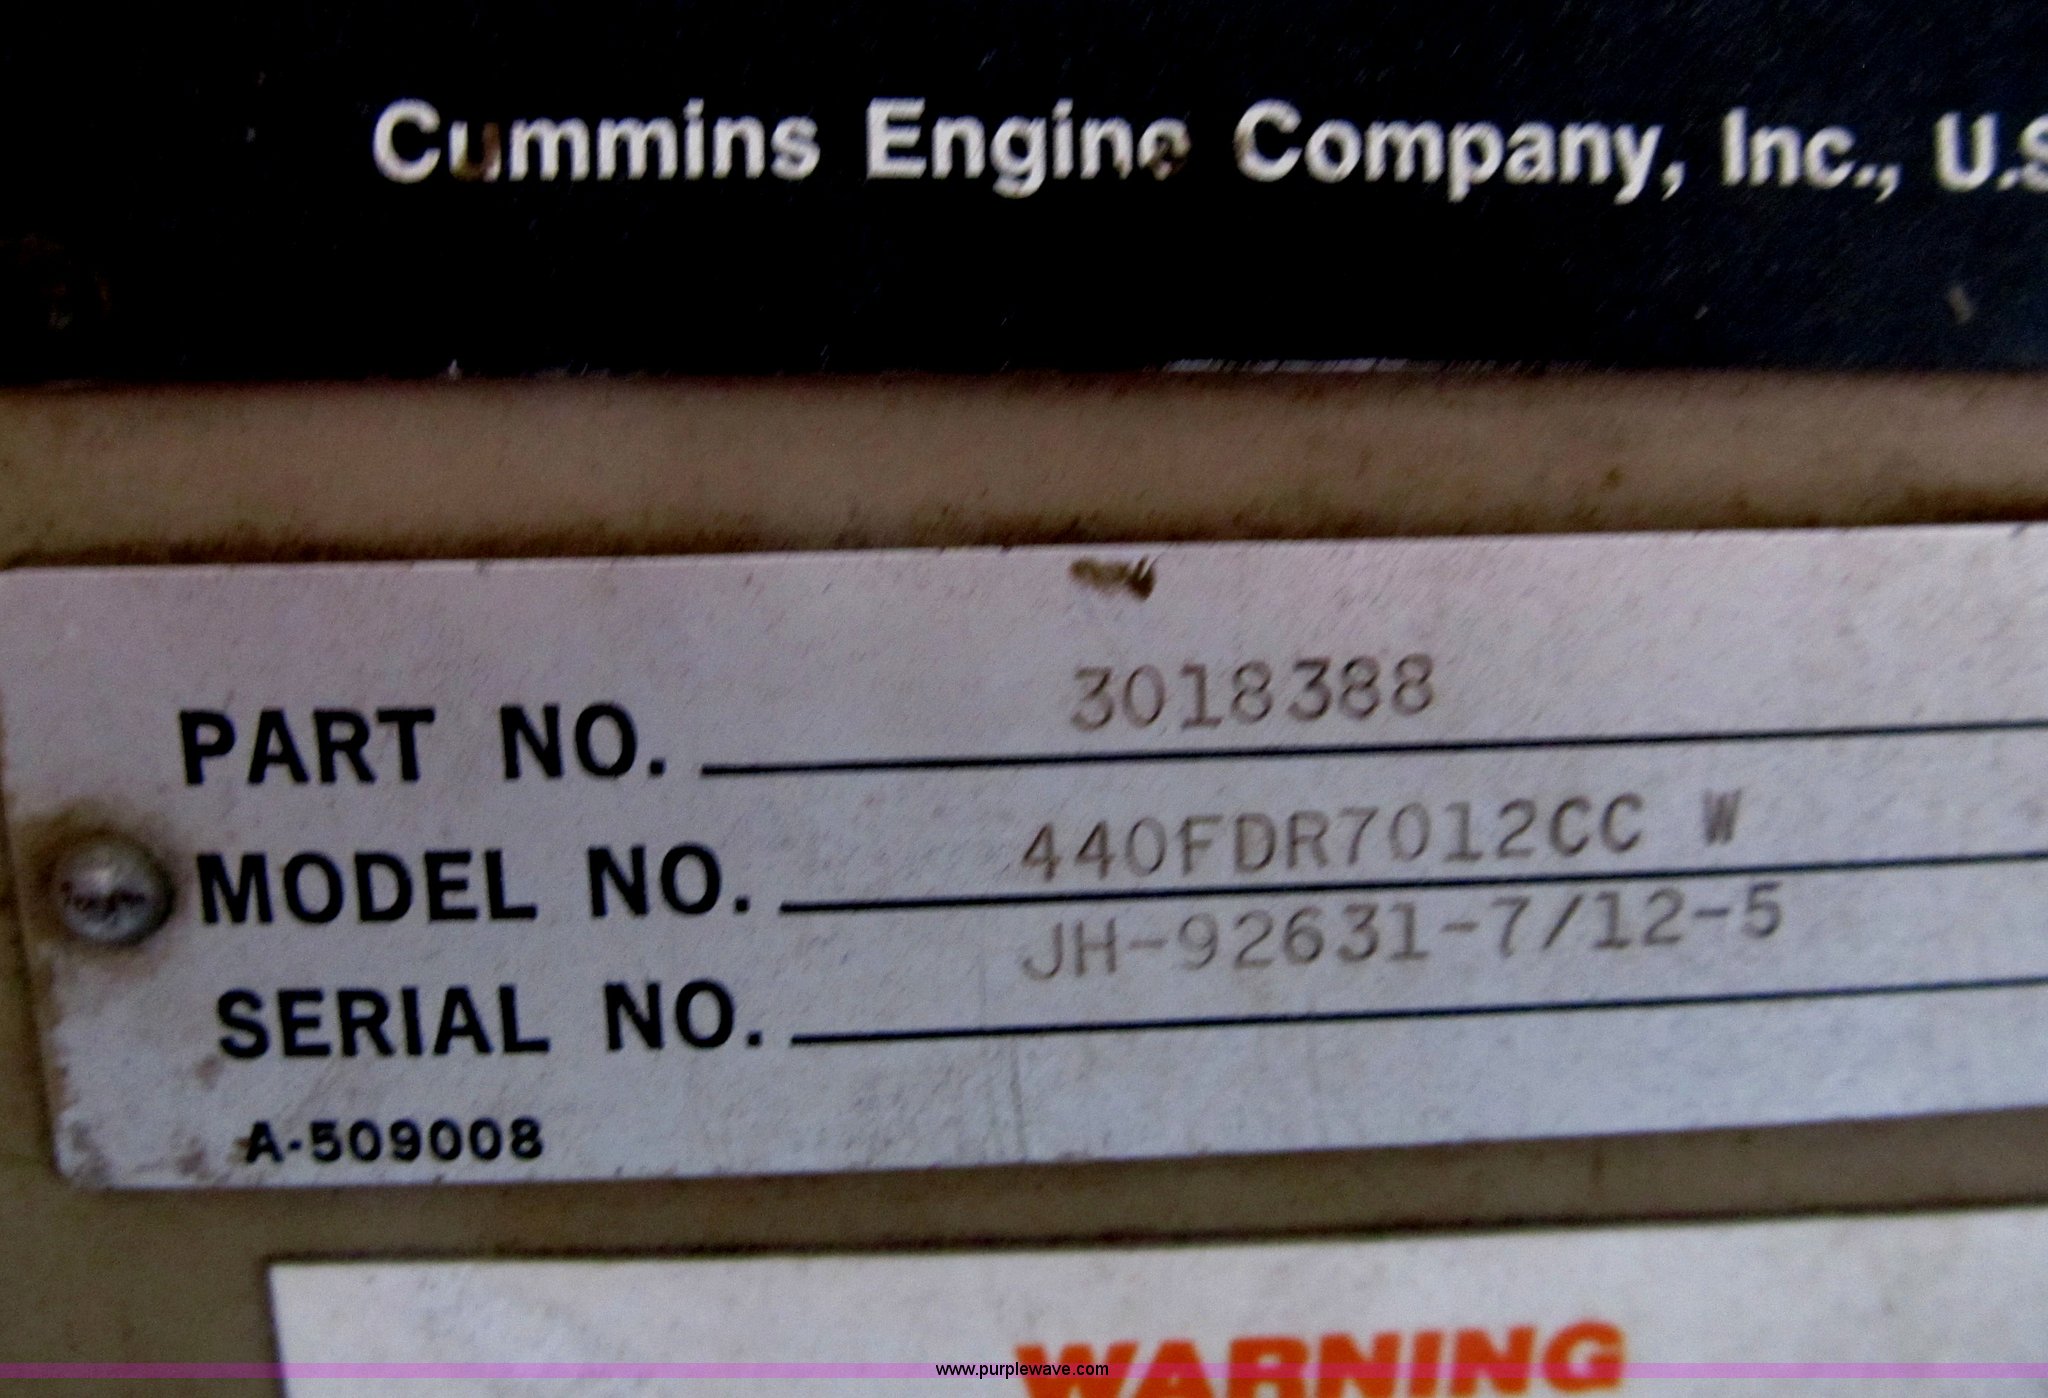 Cummins Engine Company, Inc., U.S
PART NO. 3018388
MODEL NO. 440FDR7012CC W
SERIAL NO. JH-92631-7/12-5
A-509008
WARNING
www.purplewave.com